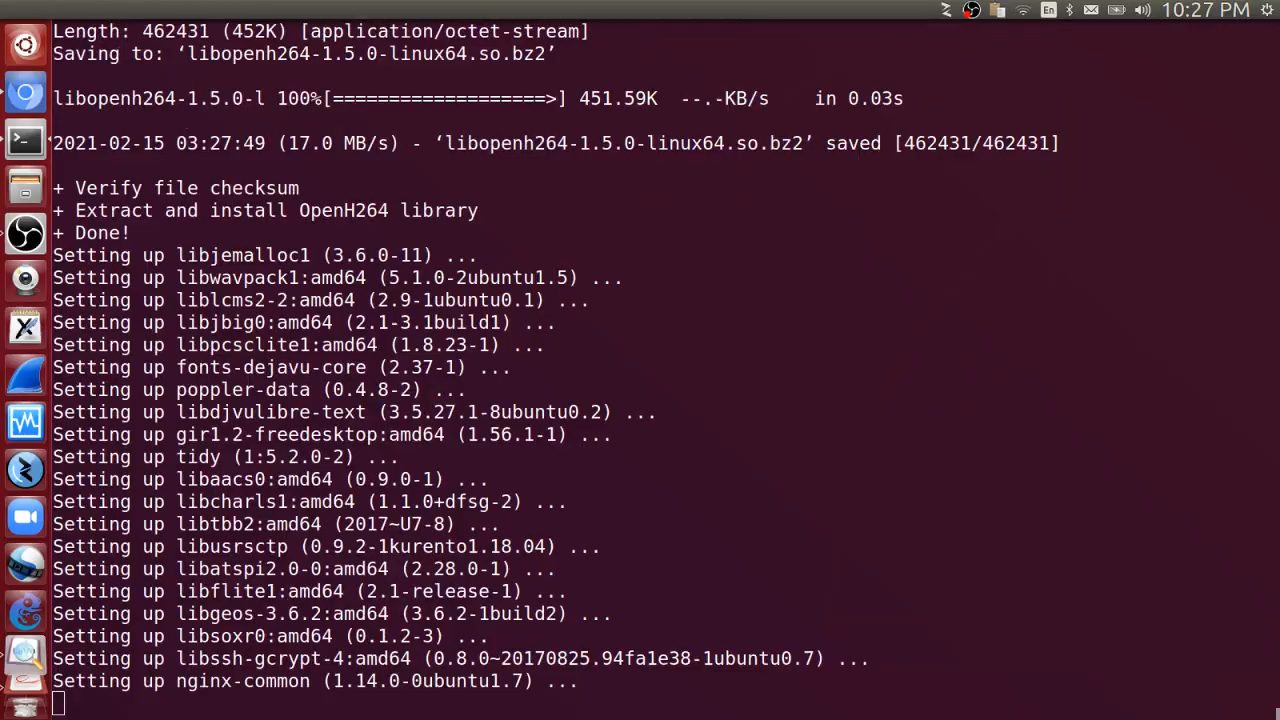 10:27 PM
En
Length: 462431 (452K) [application/octet-stream]
Saving to: ‘libopenh264-1.5.0-linux64.so.bz2’
libopenh264-1.5.0-l 100%[===================>] 451.59K --.-KB/s in 0.03s
2021-02-15 03:27:49 (17.0 MB/s) - ‘libopenh264-1.5.0-linux64.so.bz2’ saved [462431/462431]
+ Verify file checksum
+ Extract and install OpenH264 library
+ Done!
Setting up libjemalloc1 (3.6.0-11) ...
Setting up libwavpack1:amd64 (5.1.0-2ubuntu1.5) ...
Setting up liblcms2-2:amd64 (2.9-1ubuntu0.1) ...
Setting up libjbig0:amd64 (2.1-3.1build1) ...
Setting up libpcsclite1:amd64 (1.8.23-1) ...
Setting up fonts-dejavu-core (2.37-1) ...
Setting up poppler-data (0.4.8-2) ...
Setting up libdjvulibre-text (3.5.27.1-8ubuntu0.2) ...
Setting up gir1.2-freedesktop:amd64 (1.56.1-1) ...
Setting up tidy (1:5.2.0-2) ...
Setting up libaacs0:amd64 (0.9.0-1) ...
Setting up libcharls1:amd64 (1.1.0+dfsg-2) ...
Setting up libtbb2:amd64 (2017~U7-8) ...
Setting up libusrsctp (0.9.2-1kurento1.18.04) ...
Setting up libatspi2.0-0:amd64 (2.28.0-1) ...
Setting up libflite1:amd64 (2.1-release-1) ...
Setting up libgeos-3.6.2:amd64 (3.6.2-1build2) ...
Setting up libsoxr0:amd64 (0.1.2-3) ...
Setting up libssh-gcrypt-4:amd64 (0.8.0~20170825.94fa1e38-1ubuntu0.7) ...
Setting up nginx-common (1.14.0-0ubuntu1.7) ...